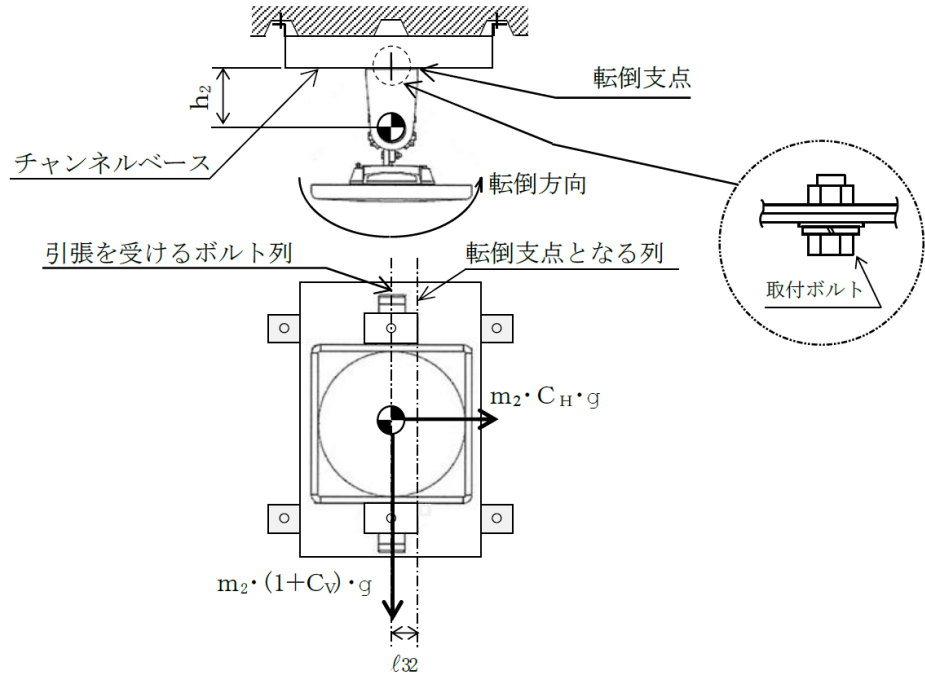 転倒支点
h₂
チャンネルベース
転倒方向
引張を受けるボルト列
転倒支点となる列
取付ボルト
m₂・C_H・g
m₂・(1+C_V)・g
ℓ₃₂